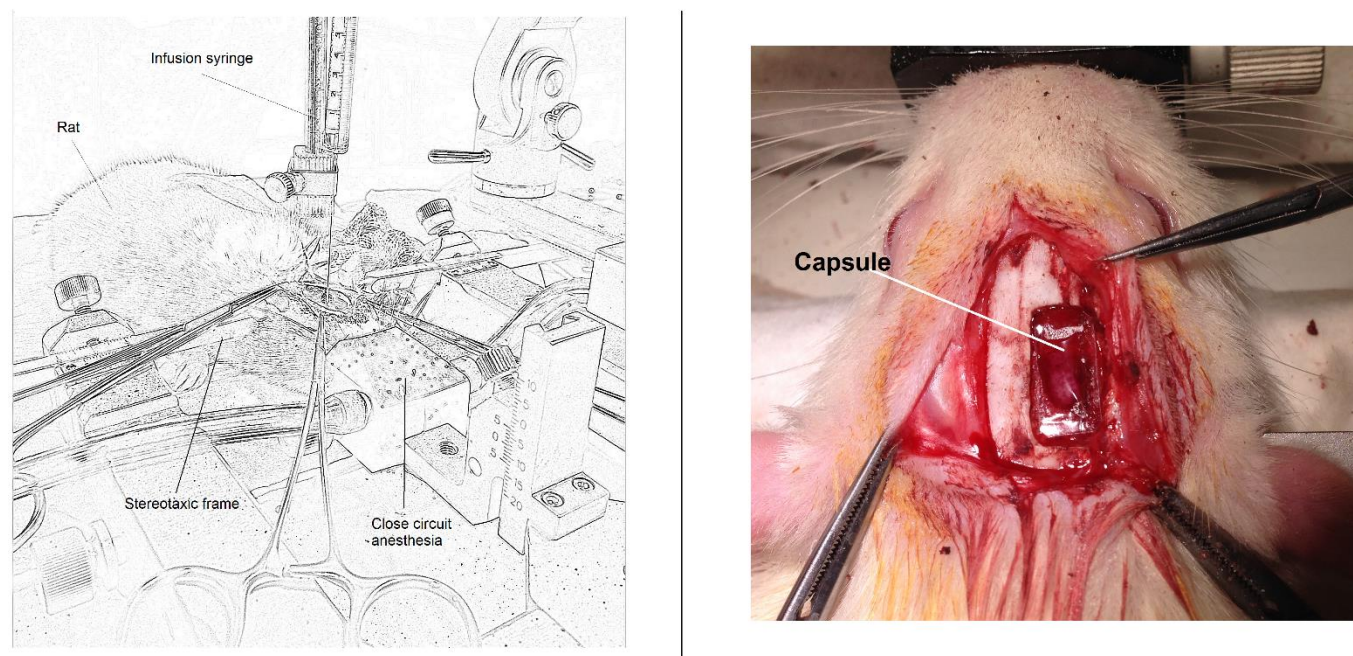 Infusion syringe
Rat
Stereotaxic frame
Close circuit
anesthesia
Capsule